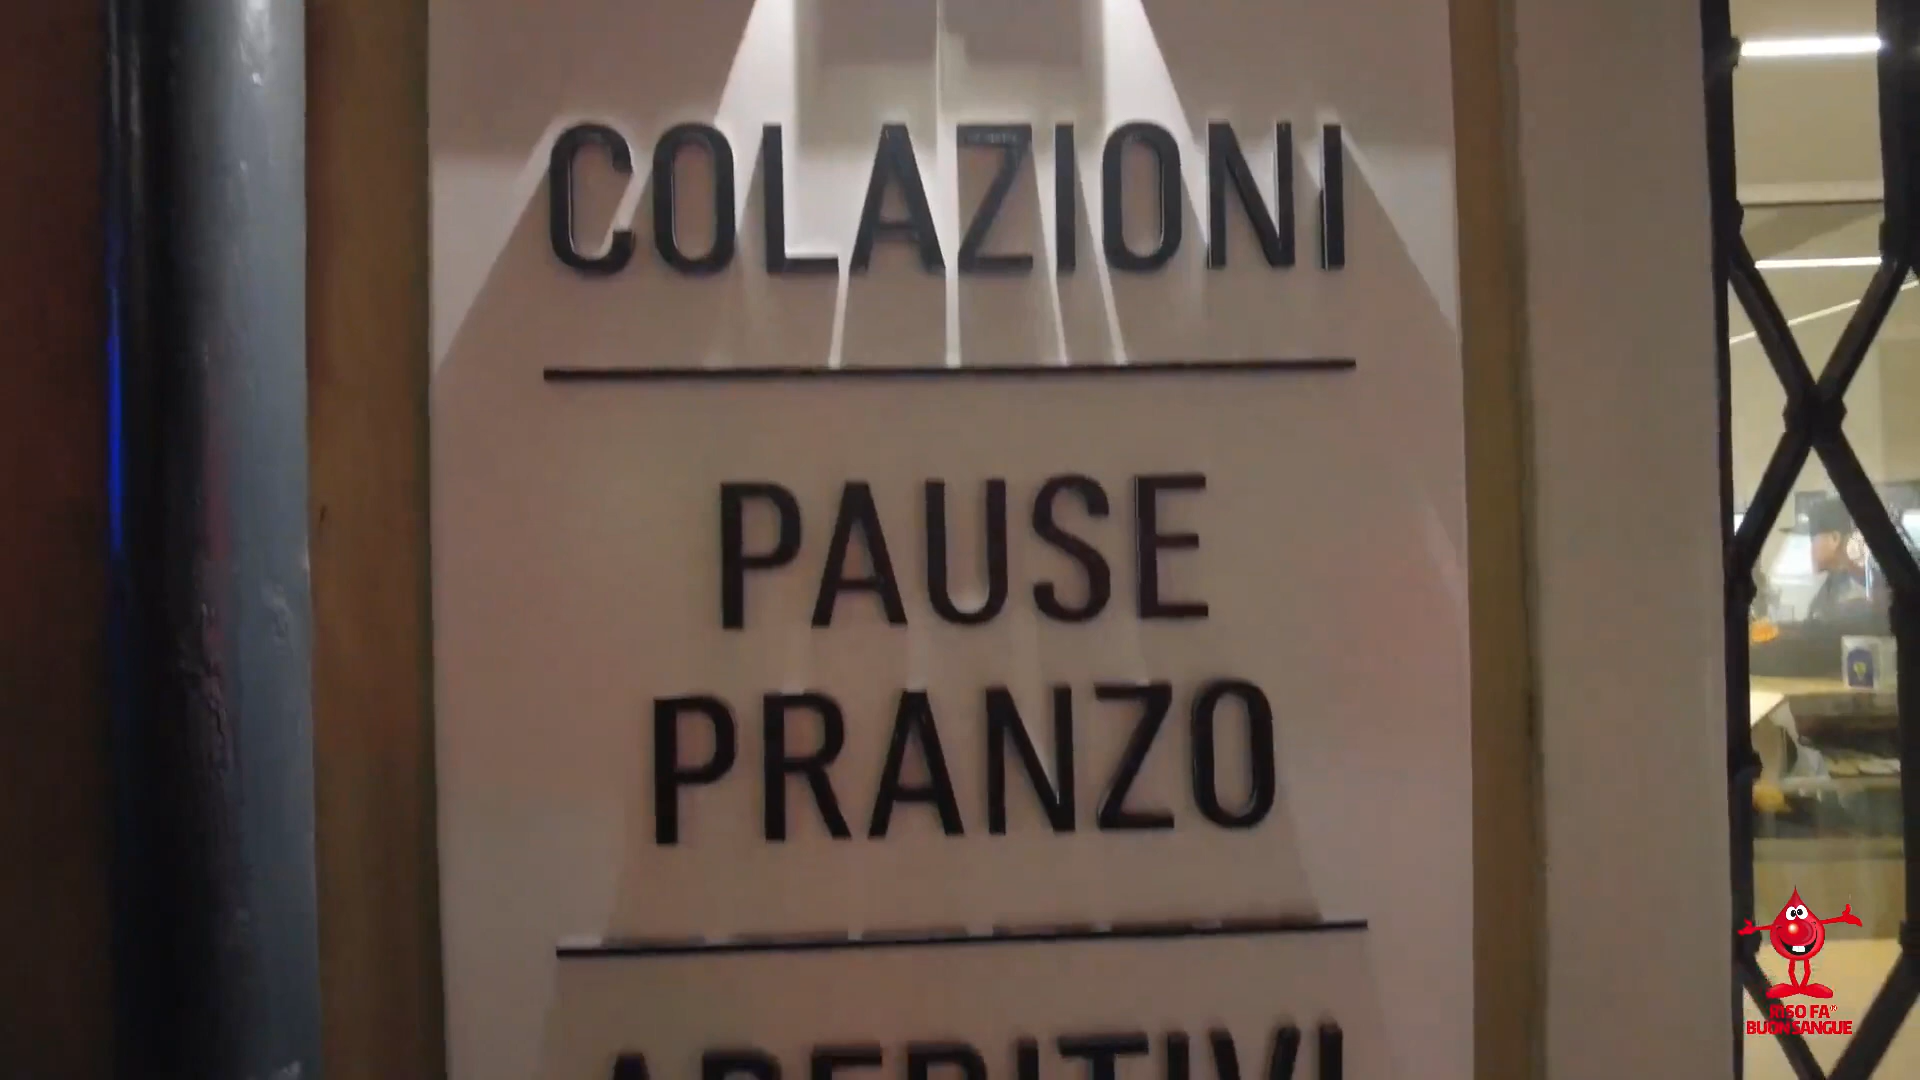 COLAZIONI
PAUSE
PRANZO
APERITIVI
RISO FA®
BUON SANGUE